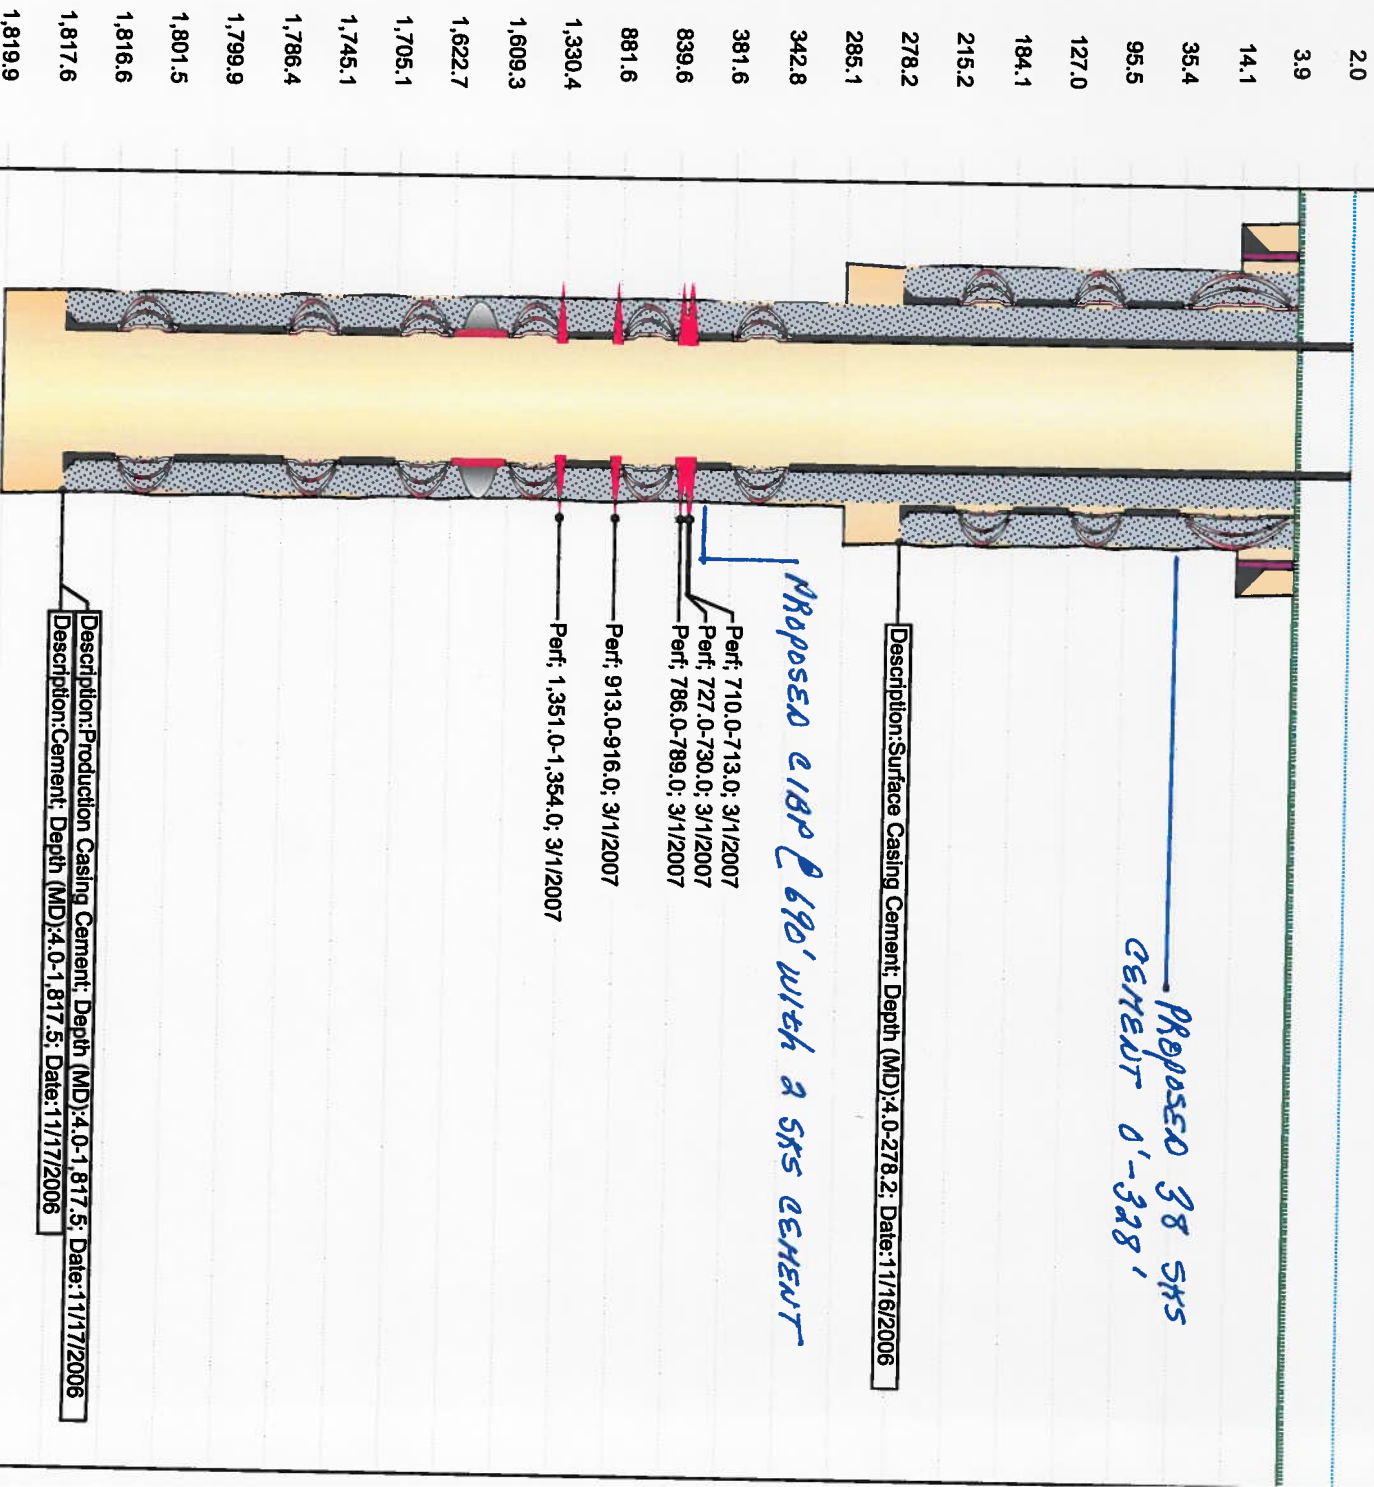 2.0
3.9
14.1
35.4
95.5
127.0
184.1
215.2
278.2
285.1
342.8
381.6
839.6
881.6
1,330.4
1,609.3
1,622.7
1,705.1
1,745.1
1,786.4
1,799.9
1,801.5
1,816.6
1,817.6
1,819.9
PROPOSED 38 SKS
CEMENT 0'-328'
Description:Surface Casing Cement; Depth (MD):4.0-278.2; Date:11/16/2006
PROPOSED CIBP @ 690' WITH 2 SKS CEMENT
Perf; 710.0-713.0; 3/1/2007
Perf; 727.0-730.0; 3/1/2007
Perf; 786.0-789.0; 3/1/2007
Perf; 913.0-916.0; 3/1/2007
Perf; 1,351.0-1,354.0; 3/1/2007
Description:Production Casing Cement; Depth (MD):4.0-1,817.5; Date:11/17/2006
Description:Cement; Depth (MD):4.0-1,817.5; Date:11/17/2006